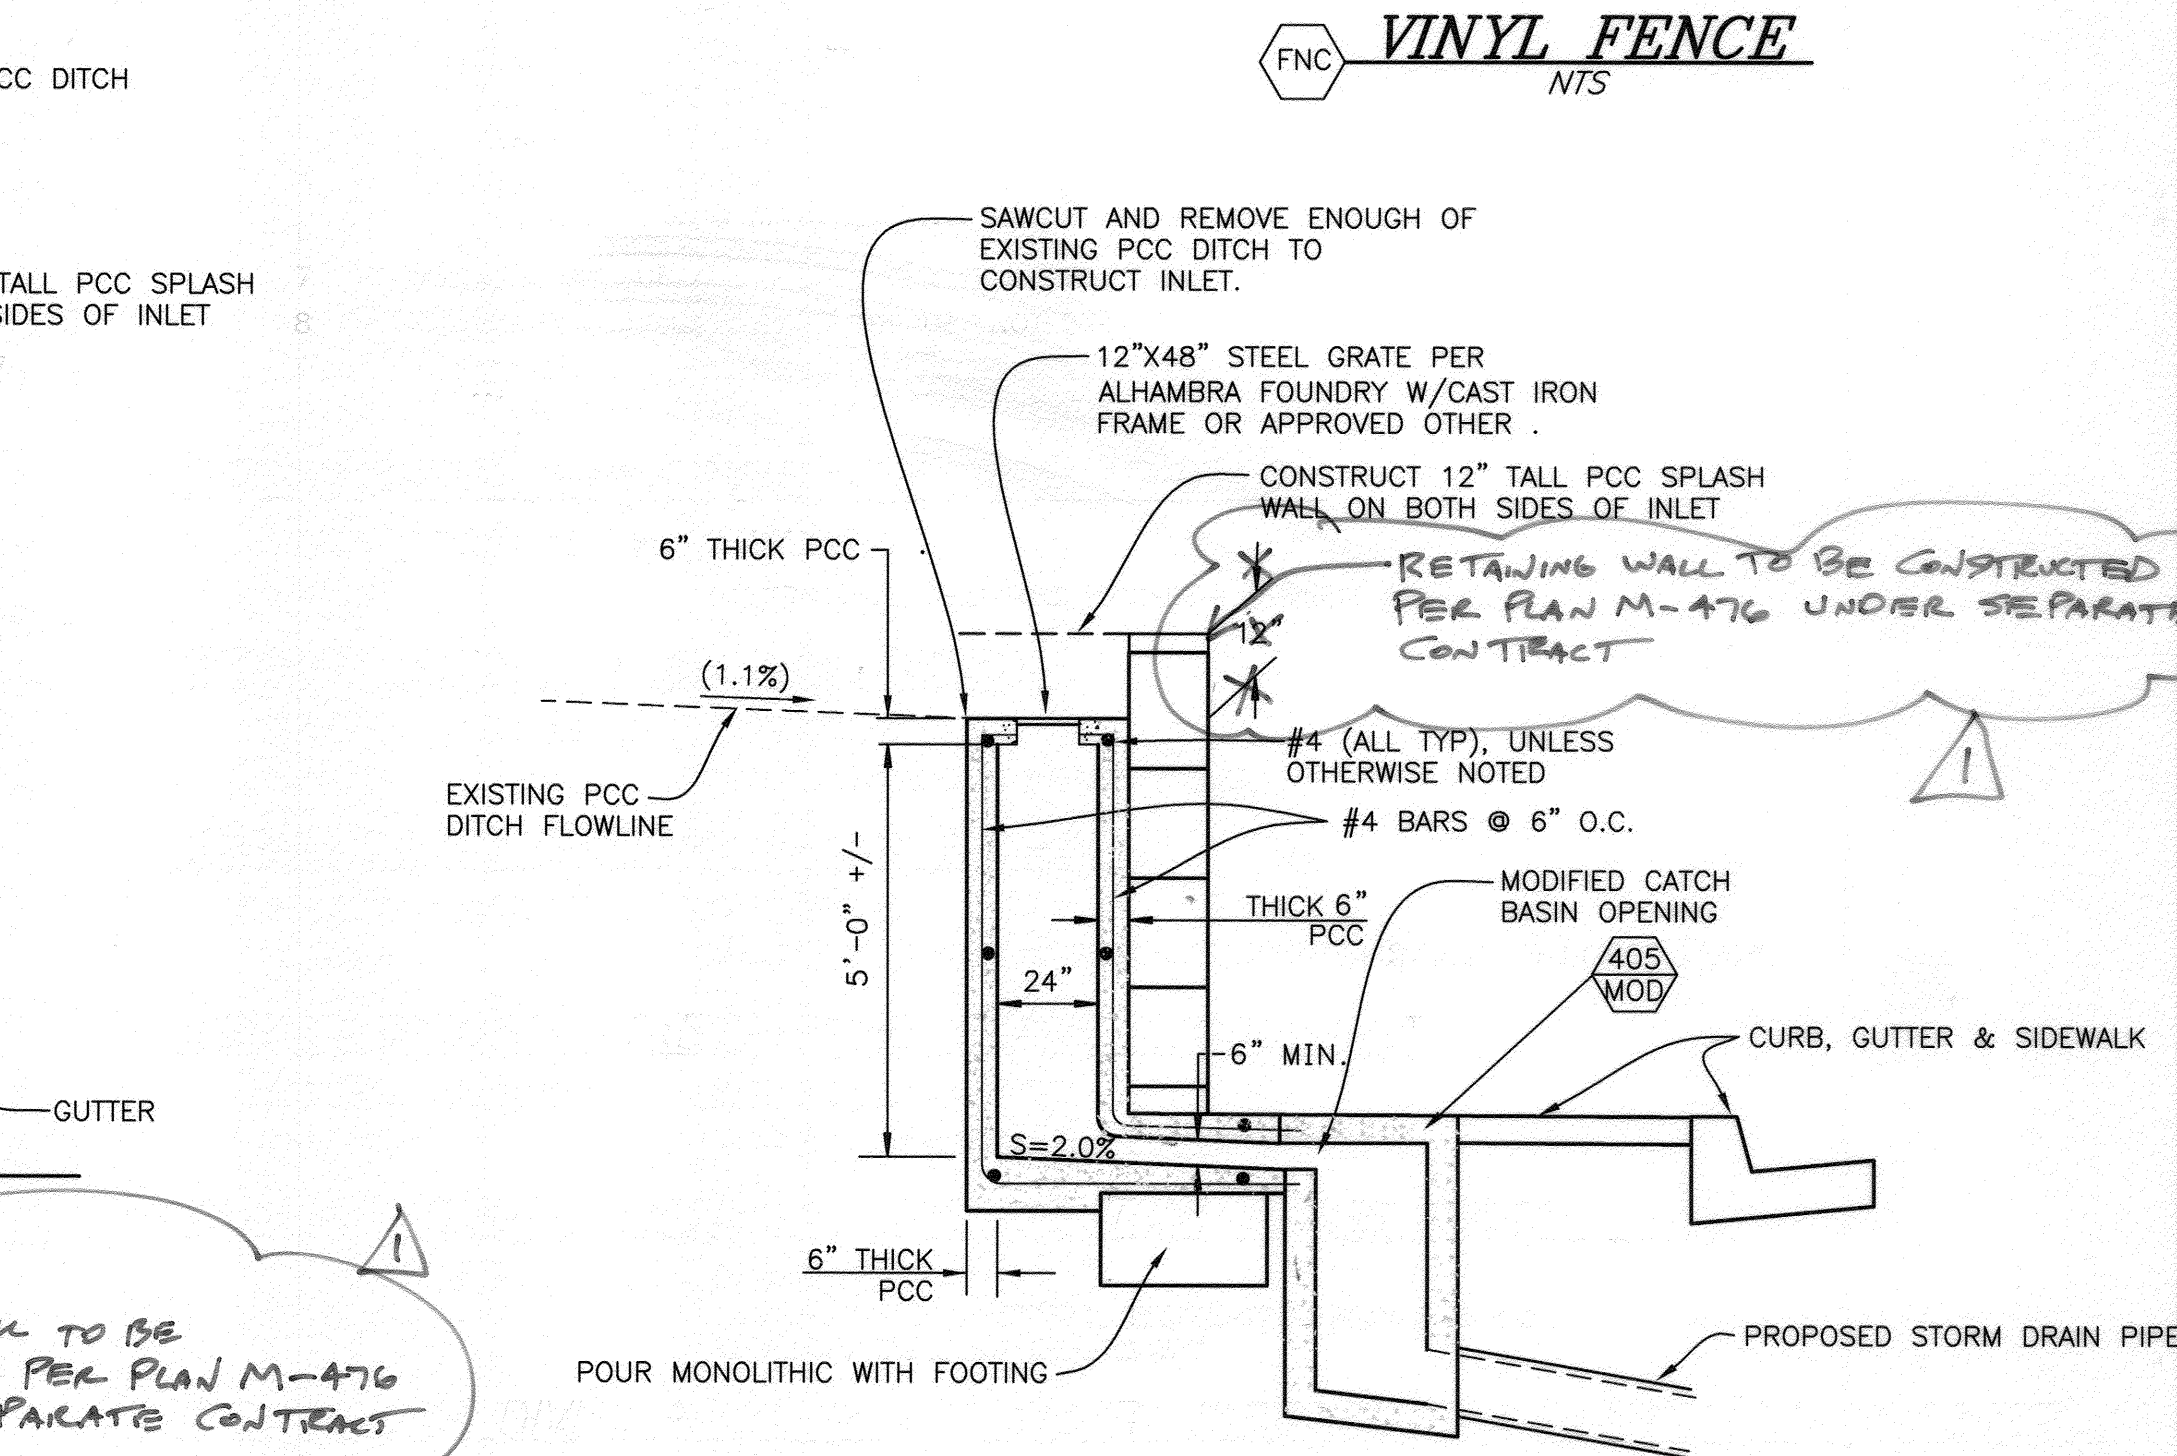 FNC
VINYL FENCE
NTS
CC DITCH
TALL PCC SPLASH
SIDES OF INLET
7
8
SAWCUT AND REMOVE ENOUGH OF
EXISTING PCC DITCH TO
CONSTRUCT INLET.
12"X48" STEEL GRATE PER
ALHAMBRA FOUNDRY W/CAST IRON
FRAME OR APPROVED OTHER .
CONSTRUCT 12" TALL PCC SPLASH
WALL ON BOTH SIDES OF INLET
6" THICK PCC
RETAINING WALL TO BE CONSTRUCTED
PER PLAN M-476 UNDER SEPARATE
CONTRACT
12"
1
(1.1%)
EXISTING PCC
DITCH FLOWLINE
#4 (ALL TYP), UNLESS
OTHERWISE NOTED
#4 BARS @ 6" O.C.
5'-0" +/-
MODIFIED CATCH
BASIN OPENING
THICK 6"
PCC
405
MOD
24"
6" MIN.
CURB, GUTTER & SIDEWALK
GUTTER
S=2.0%
6" THICK
PCC
POUR MONOLITHIC WITH FOOTING
PROPOSED STORM DRAIN PIPE
1
TO BE
PER PLAN M-476
PARATE CONTRACT